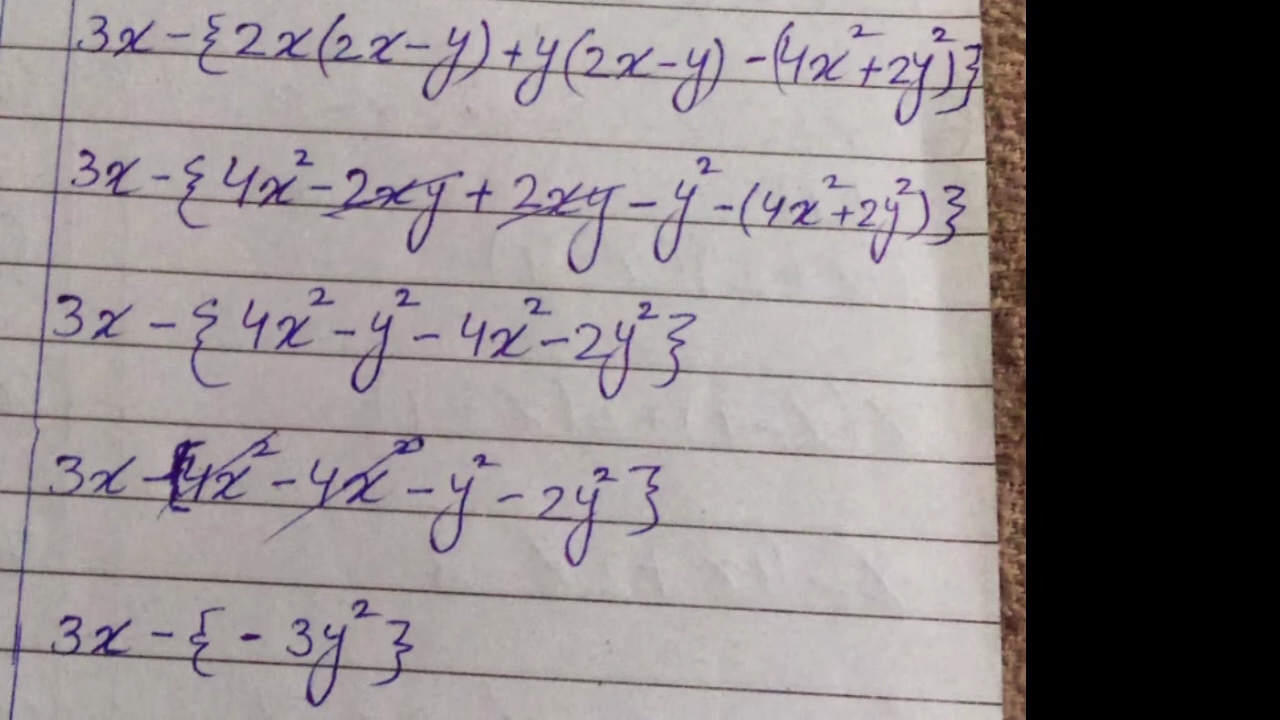 3x-{2x(2x-y)+y(2x-y)-(4x²+2y²)}
3x-{4x²-2xy+2xy-y²-(4x²+2y²)}
3x-{4x²-y²-4x²-2y²}
3x-{4x²-4x²-y²-2y²}
3x-{-3y²}